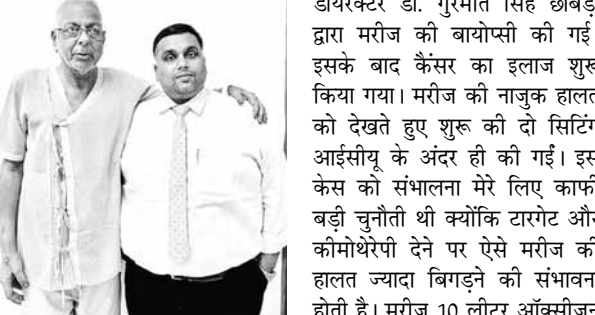 डायरेक्टर डॉ. गुरमीत सिंह छाबड़ा
द्वारा मरीज की बायोप्सी की गई
इसके बाद कैंसर का इलाज शुरू
किया गया। मरीज की नाजुक हालत
को देखते हुए शुरू की दो सिटिंग
आईसीयू के अंदर ही की गईं। इस
केस को संभालना मेरे लिए काफी
बड़ी चुनौती थी क्योंकि टारगेट और
कीमोथेरेपी देने पर ऐसे मरीज की
हालत ज्यादा बिगड़ने की संभावना
होती है। मरीज 10 लीटर ऑक्सीजन